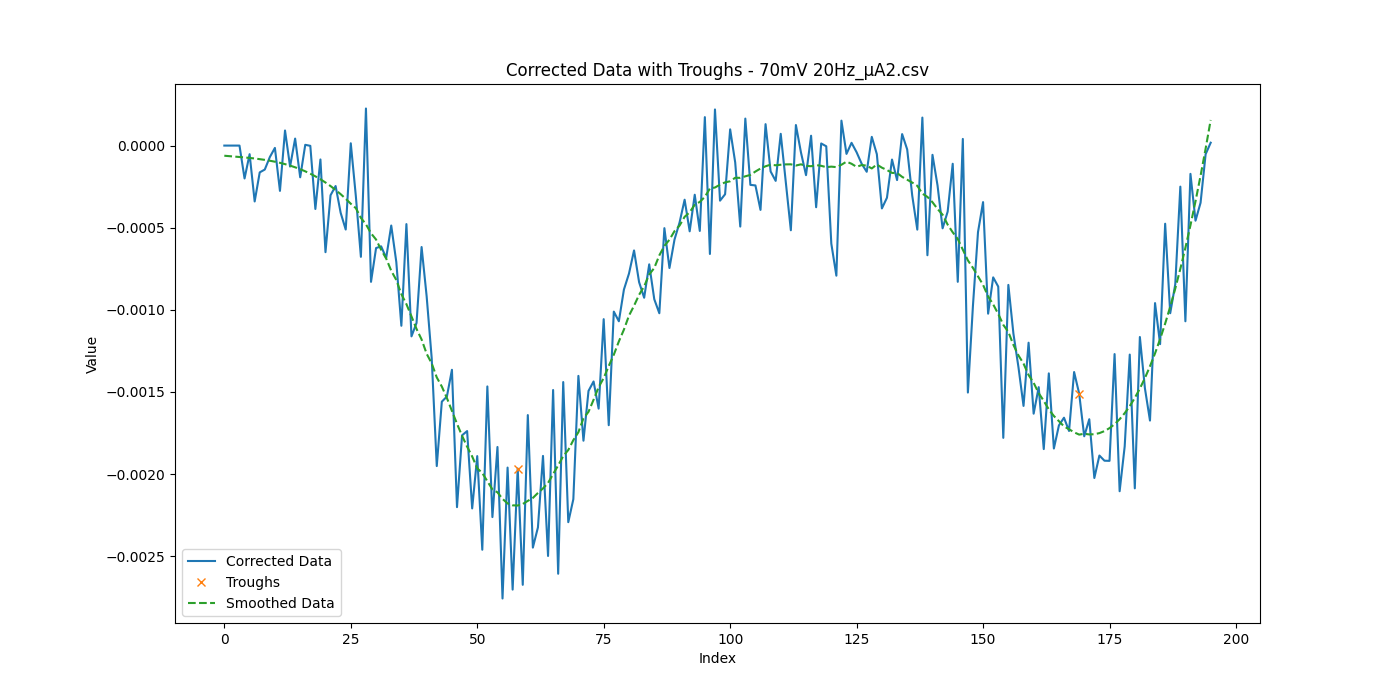 Corrected Data with Troughs - 70mV 20Hz_μA2.csv
Value
0.0000
−0.0005
−0.0010
−0.0015
−0.0020
−0.0025
Corrected Data
Troughs
Smoothed Data
0 25 50 75 100 125 150 175 200
Index